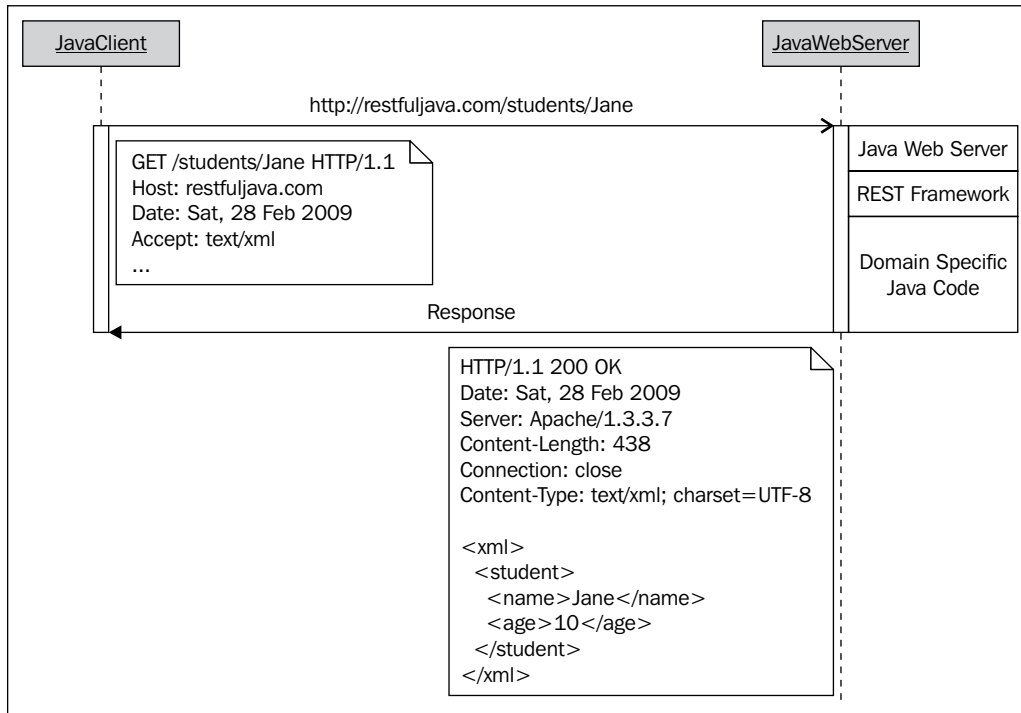 JavaClient
JavaWebServer
http://restfuljava.com/students/Jane
GET /students/Jane HTTP/1.1
Host: restfuljava.com
Date: Sat, 28 Feb 2009
Accept: text/xml
...
Java Web Server
REST Framework
Domain Specific
Java Code
Response
HTTP/1.1 200 OK
Date: Sat, 28 Feb 2009
Server: Apache/1.3.3.7
Content-Length: 438
Connection: close
Content-Type: text/xml; charset=UTF-8
<xml>
<student>
<name>Jane</name>
<age>10</age>
</student>
</xml>